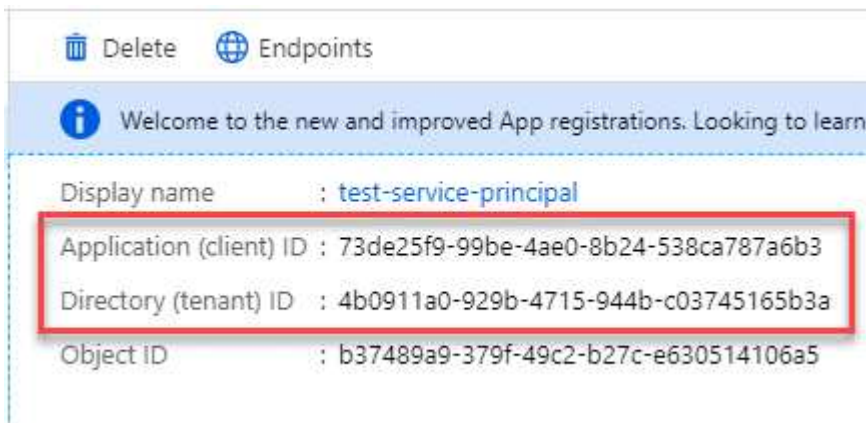 Delete Endpoints
Welcome to the new and improved App registrations. Looking to learn
Display name : test-service-principal
Application (client) ID : 73de25f9-99be-4ae0-8b24-538ca787a6b3
Directory (tenant) ID : 4b0911a0-929b-4715-944b-c03745165b3a
Object ID : b37489a9-379f-49c2-b27c-e630514106a5